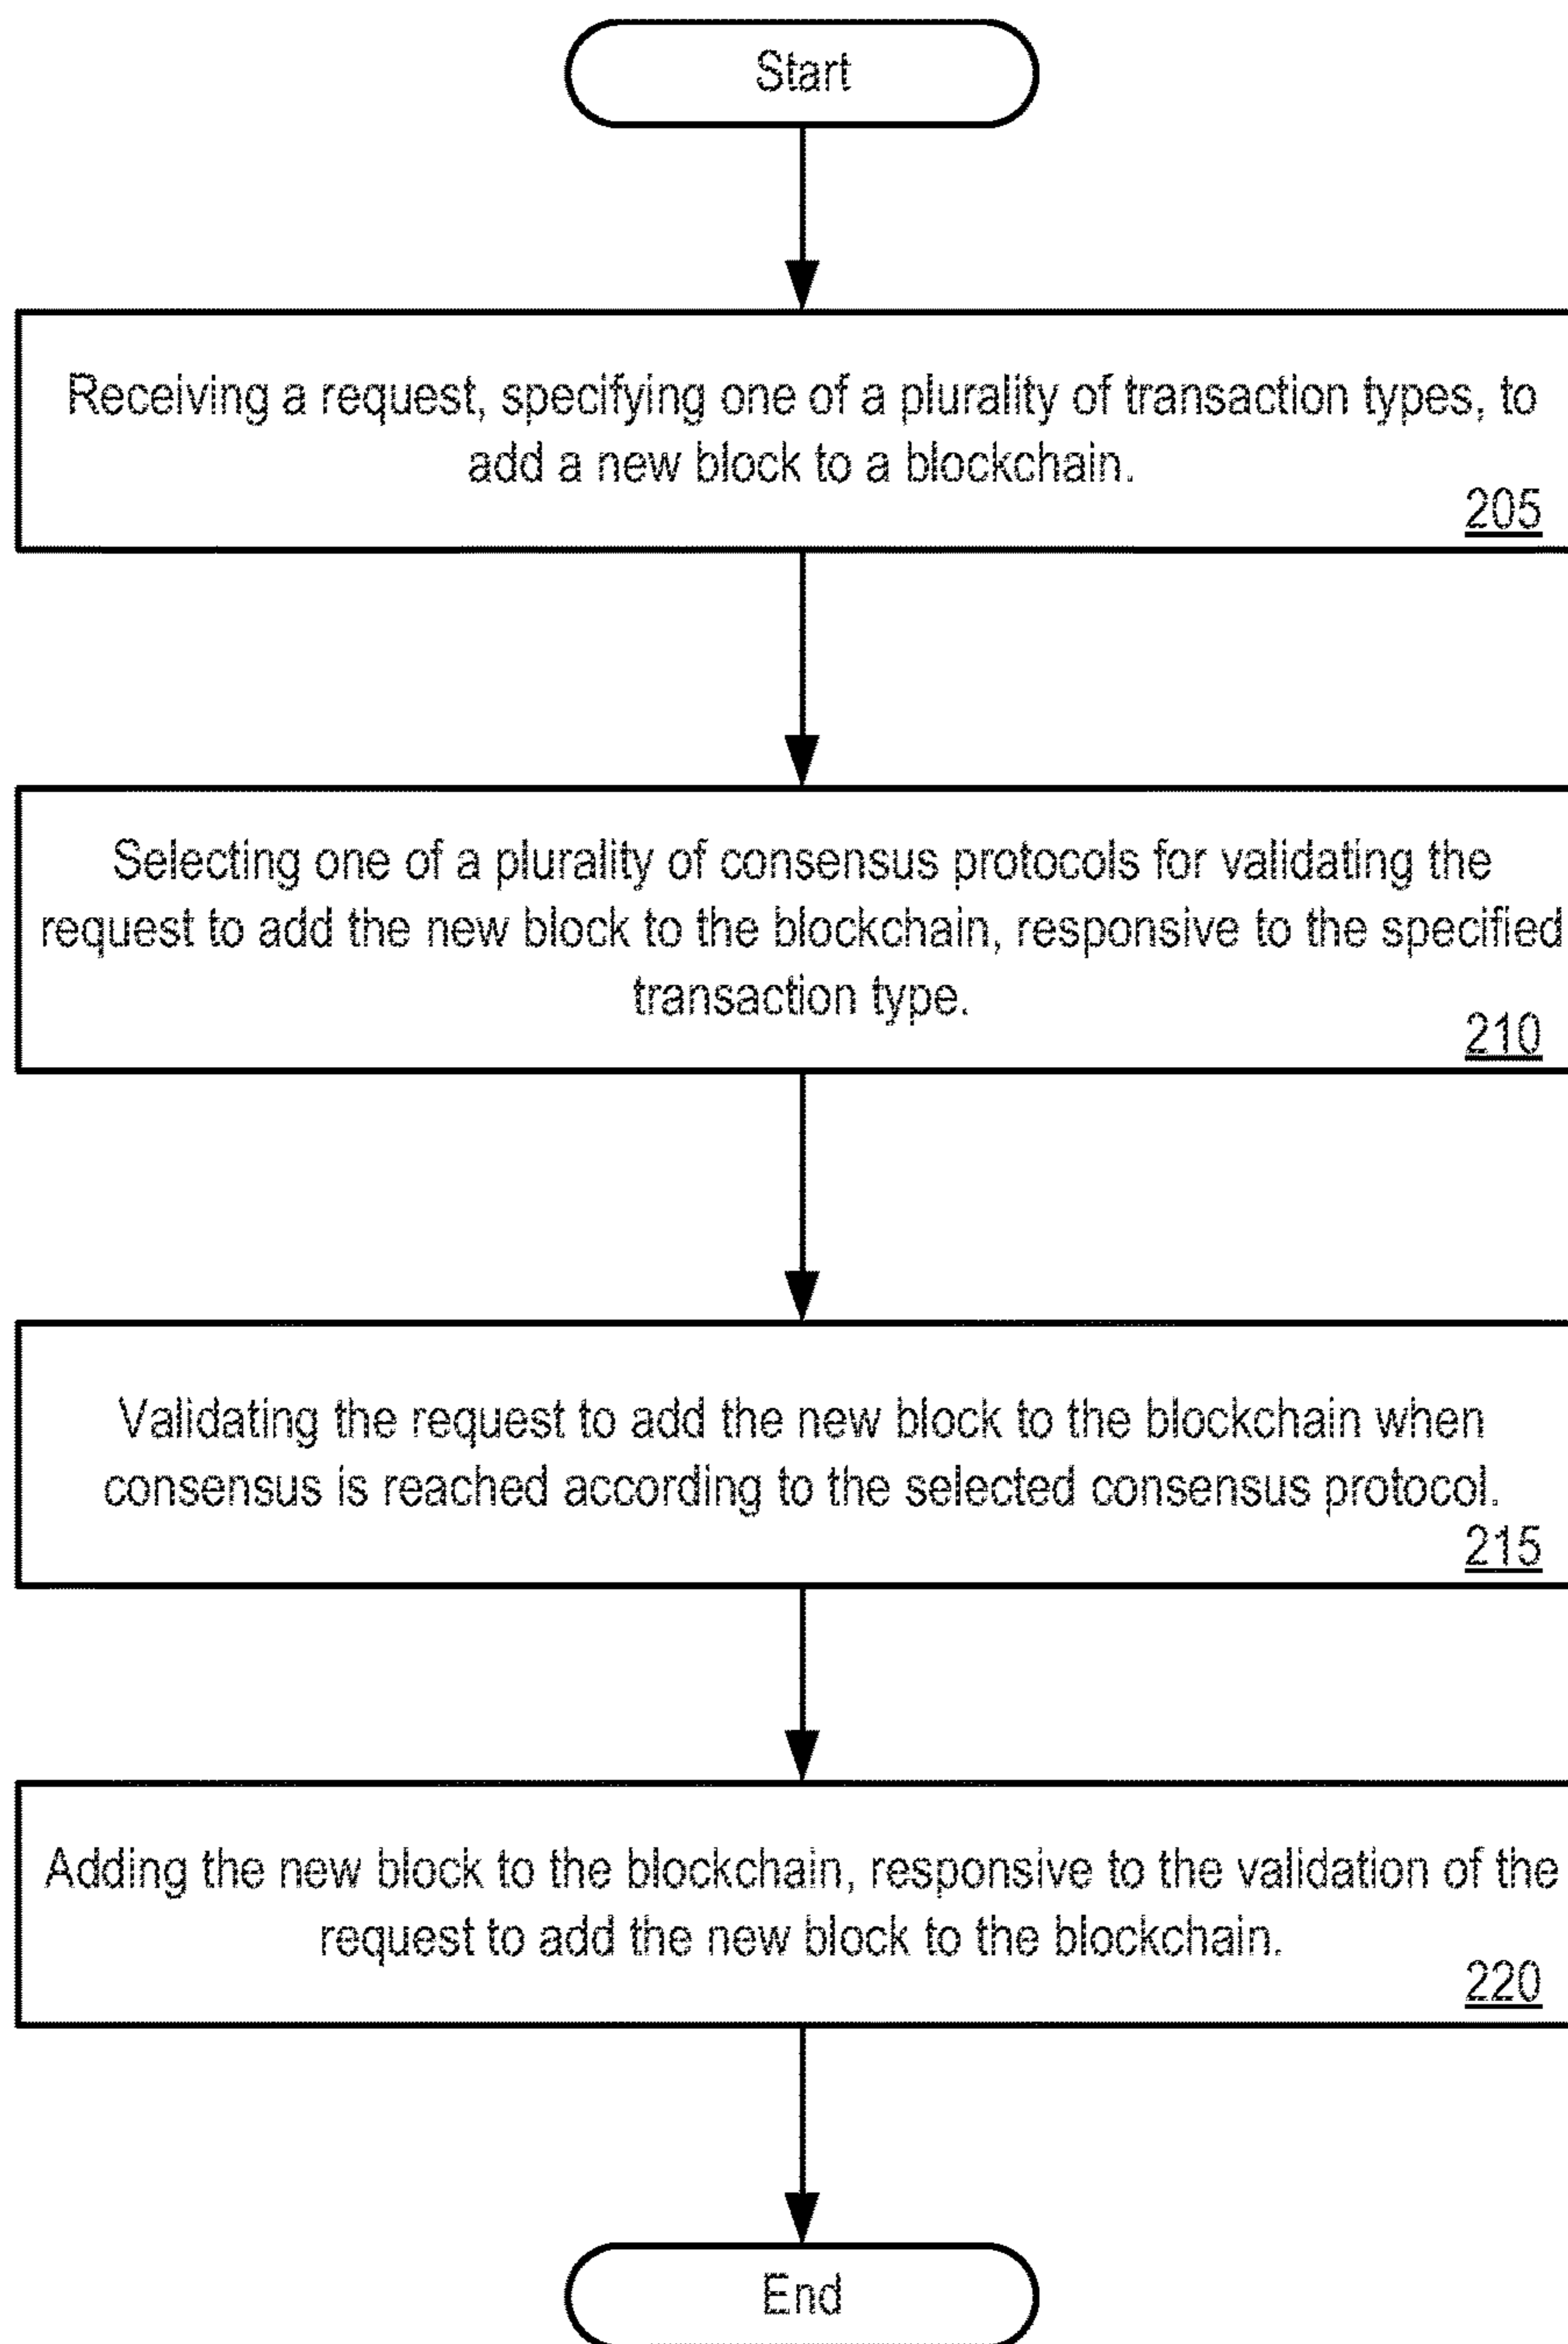 Start
Receiving a request, specifying one of a plurality of transaction types, to
add a new block to a blockchain.
205
Selecting one of a plurality of consensus protocols for validating the
request to add the new block to the blockchain, responsive to the specified
transaction type.
210
Validating the request to add the new block to the blockchain when
consensus is reached according to the selected consensus protocol.
215
Adding the new block to the blockchain, responsive to the validation of the
request to add the new block to the blockchain.
220
End